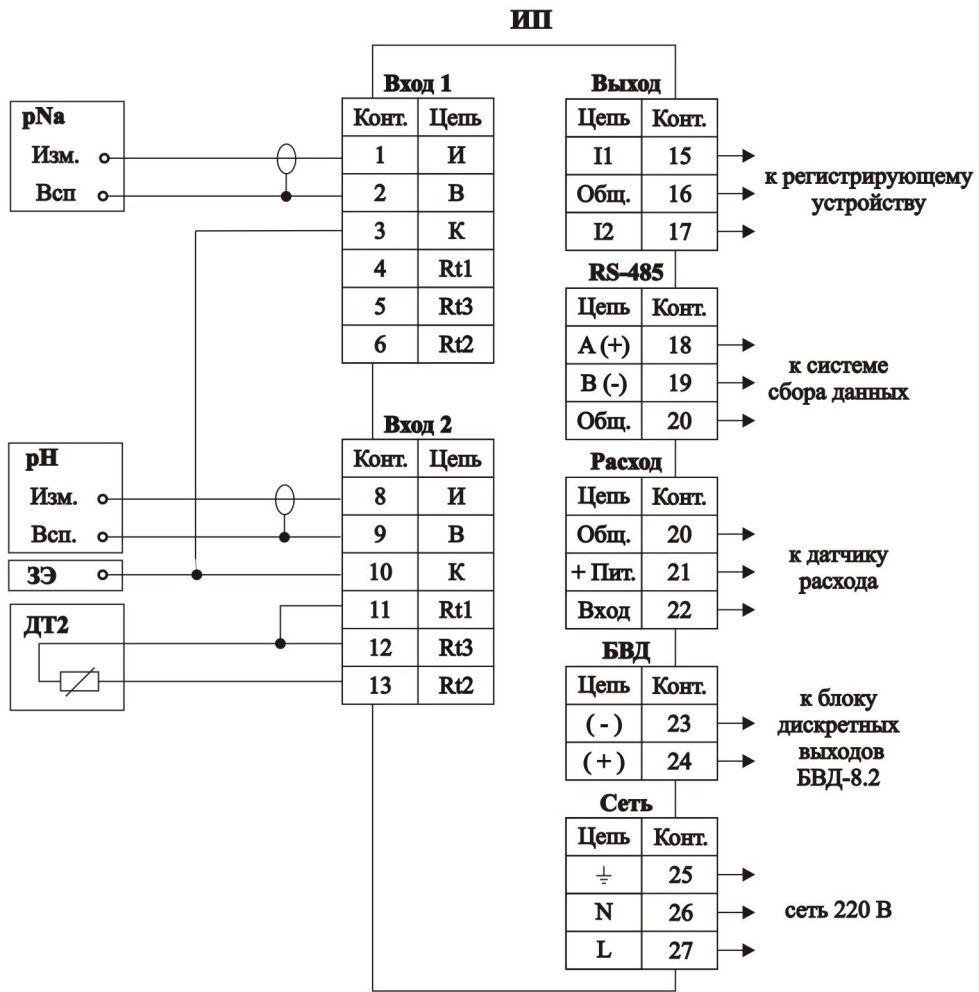 ИП
Вход 1
Конт. Цепь
1 И
2 В
3 К
4 Rt1
5 Rt3
6 Rt2
pNa
Изм.
Всп
Вход 2
Конт. Цепь
8 И
9 В
10 К
11 Rt1
12 Rt3
13 Rt2
pH
Изм.
Всп.
ЗЭ
ДТ2
Выход
Цепь Конт.
I1 15
Общ. 16
I2 17
к регистрирующему
устройству
RS-485
Цепь Конт.
A (+) 18
B (-) 19
Общ. 20
к системе
сбора данных
Расход
Цепь Конт.
Общ. 20
+ Пит. 21
Вход 22
к датчику
расхода
БВД
Цепь Конт.
( - ) 23
( + ) 24
к блоку
дискретных
выходов
БВД-8.2
Сеть
Цепь Конт.
⏚ 25
N 26
L 27
сеть 220 В